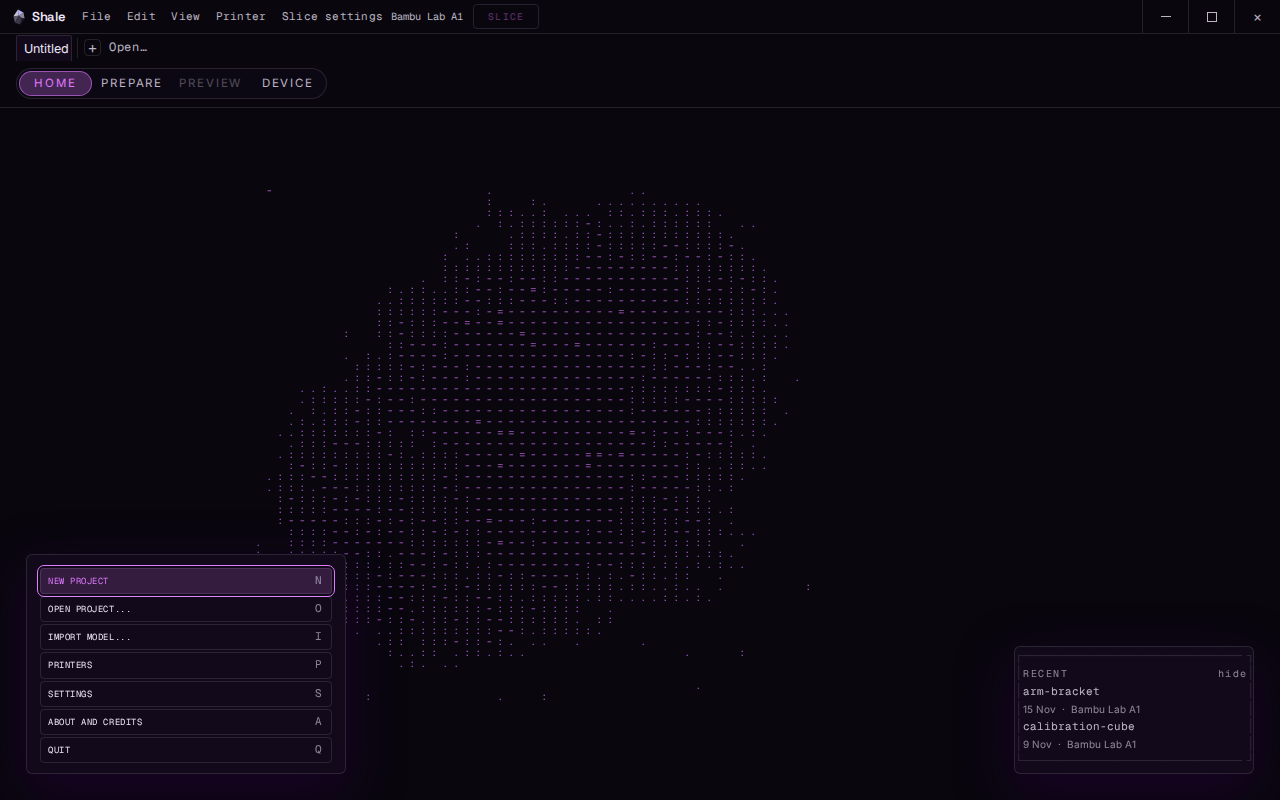 Shale File Edit View Printer Slice settings Bambu Lab A1 SLICE
Untitled + Open…
HOME PREPARE PREVIEW DEVICE
NEW PROJECT N
OPEN PROJECT... O
IMPORT MODEL... I
PRINTERS P
SETTINGS S
ABOUT AND CREDITS A
QUIT Q
RECENT hide
arm-bracket
15 Nov · Bambu Lab A1
calibration-cube
9 Nov · Bambu Lab A1